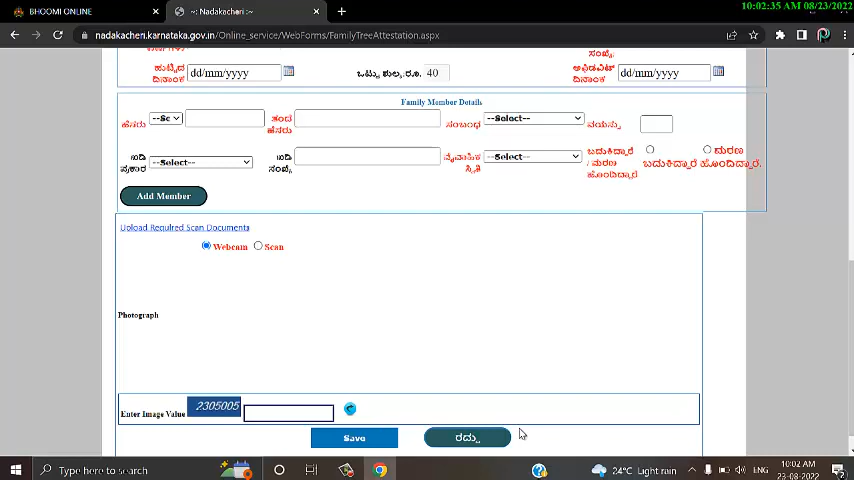 10:02:35 AM 08/23/2022
BHOOMI ONLINE
~: Nadakacheri :~
nadakacheri.karnataka.gov.in/Online_service/WebForms/FamilyTreeAttestation.aspx
ಸಂಖ್ಯೆ:
ಹುಟ್ಟಿದ ದಿನಾಂಕ dd/mm/yyyy ಒಟ್ಟು ಶುಲ್ಕ:ರೂ. 40 ಅಫಿಡವಿಟ್ ದಿನಾಂಕ dd/mm/yyyy
Family Member Details
ಹೆಸರು ತಂದೆ ಹೆಸರು ಸಂಬಂಧ --Select-- ವಯಸ್ಸು
ಐಡಿ ಪ್ರಕಾರ --Select-- ಐಡಿ ಸಂಖ್ಯೆ ವೈವಾಹಿಕ ಸ್ಥಿತಿ --Select-- ಬದುಕಿದ್ದಾರೆ / ಮರಣ ಹೊಂದಿದ್ದಾರೆ ಬದುಕಿದ್ದಾರೆ ಮರಣ ಹೊಂದಿದ್ದಾರೆ.
Add Member
Upload Required Scan Documents
Webcam Scan
Photograph
Enter Image Value 2305005
Save ರದ್ದು
Type here to search 24°C Light rain ENG 10:02 AM
23-08-2022